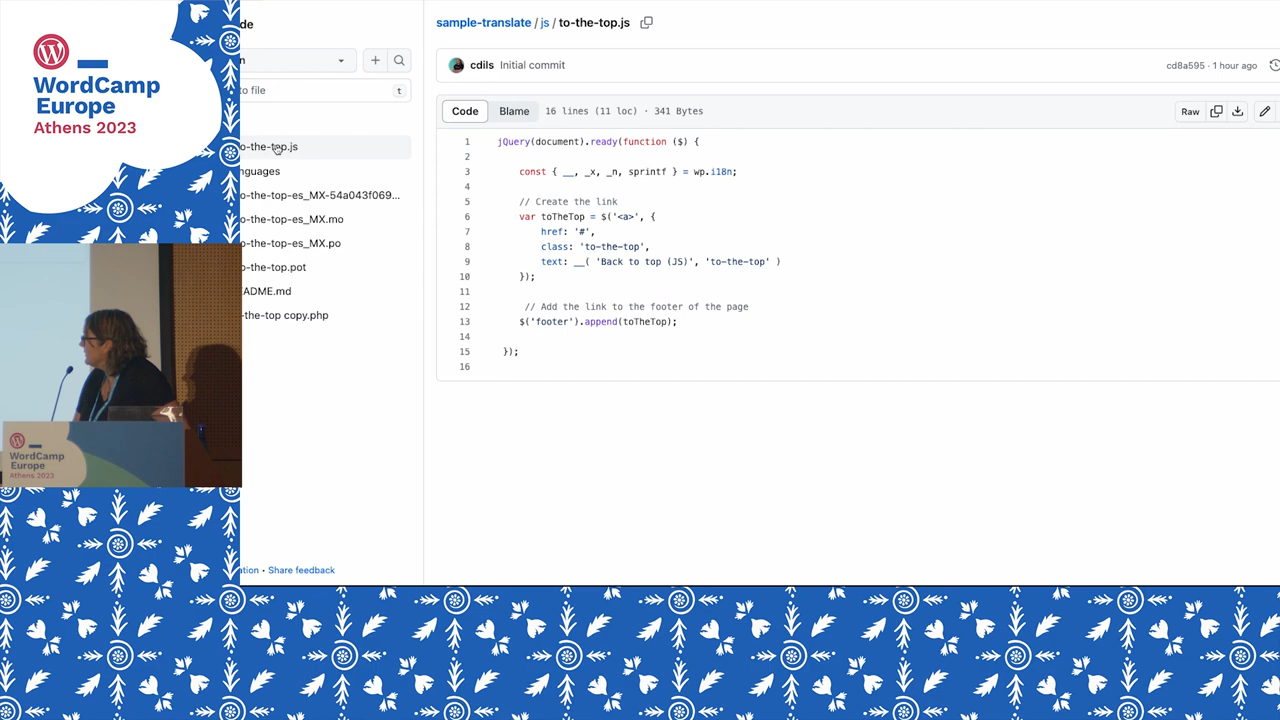 WordCamp
Europe
Athens 2023
de
n
to file
t
o-the-top.js
nguages
o-the-top-es_MX-54a043f069...
o-the-top-es_MX.mo
o-the-top-es_MX.po
o-the-top.pot
ADME.md
-the-top copy.php
ation • Share feedback
sample-translate / js / to-the-top.js
cdils Initial commit
cd8a595 · 1 hour ago
Code Blame 16 lines (11 loc) · 341 Bytes
Raw
1 jQuery(document).ready(function ($) {
2
3 const { __, _x, _n, sprintf } = wp.i18n;
4
5 // Create the link
6 var toTheTop = $('<a>', {
7 href: '#',
8 class: 'to-the-top',
9 text: __( 'Back to top (JS)', 'to-the-top' )
10 });
11
12 // Add the link to the footer of the page
13 $('footer').append(toTheTop);
14
15 });
16
WordCamp
Europe
Athens 2023